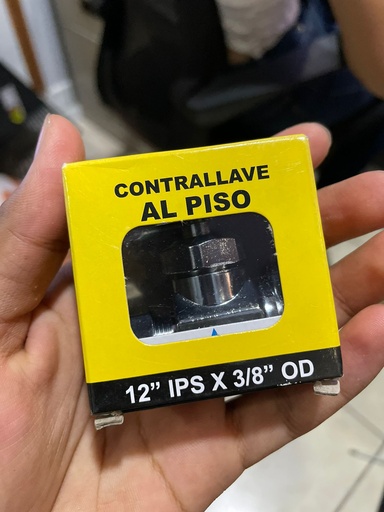 CONTRALLAVE
AL PISO
12” IPS X 3/8” OD